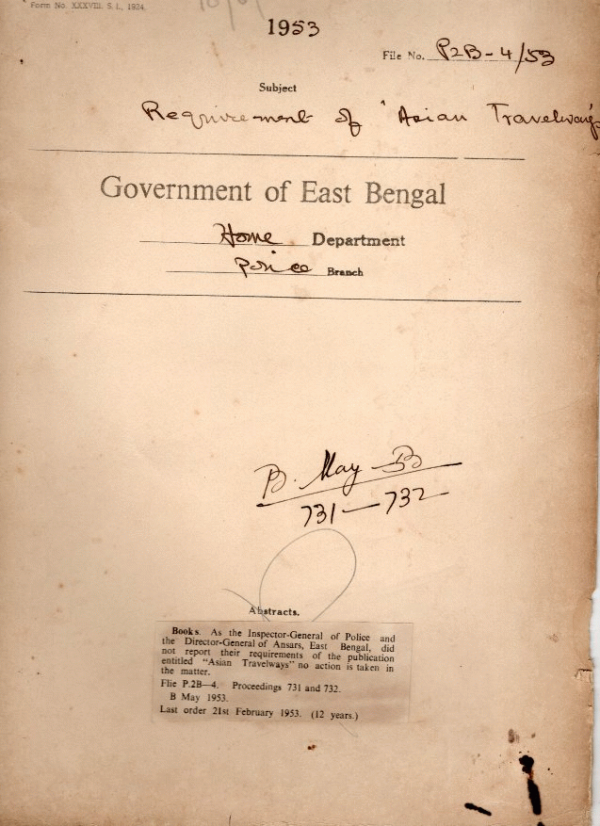 Form No. XXXVIII. S. I., 1924.
1953
File No. P2B-4/53
Subject
Requirement of 'Asian Travelways'
Government of East Bengal
Home Department
Police Branch
B. May 53
731—732
Abstracts.
Books. As the Inspector-General of Police and
the Director-General of Ansars, East Bengal, did
not report their requirements of the publication
entitled "Asian Travelways" no action is taken in
the matter.
Flie P.2B—4. Proceedings 731 and 732.
B May 1953.
Last order 21st February 1953. (12 years.)